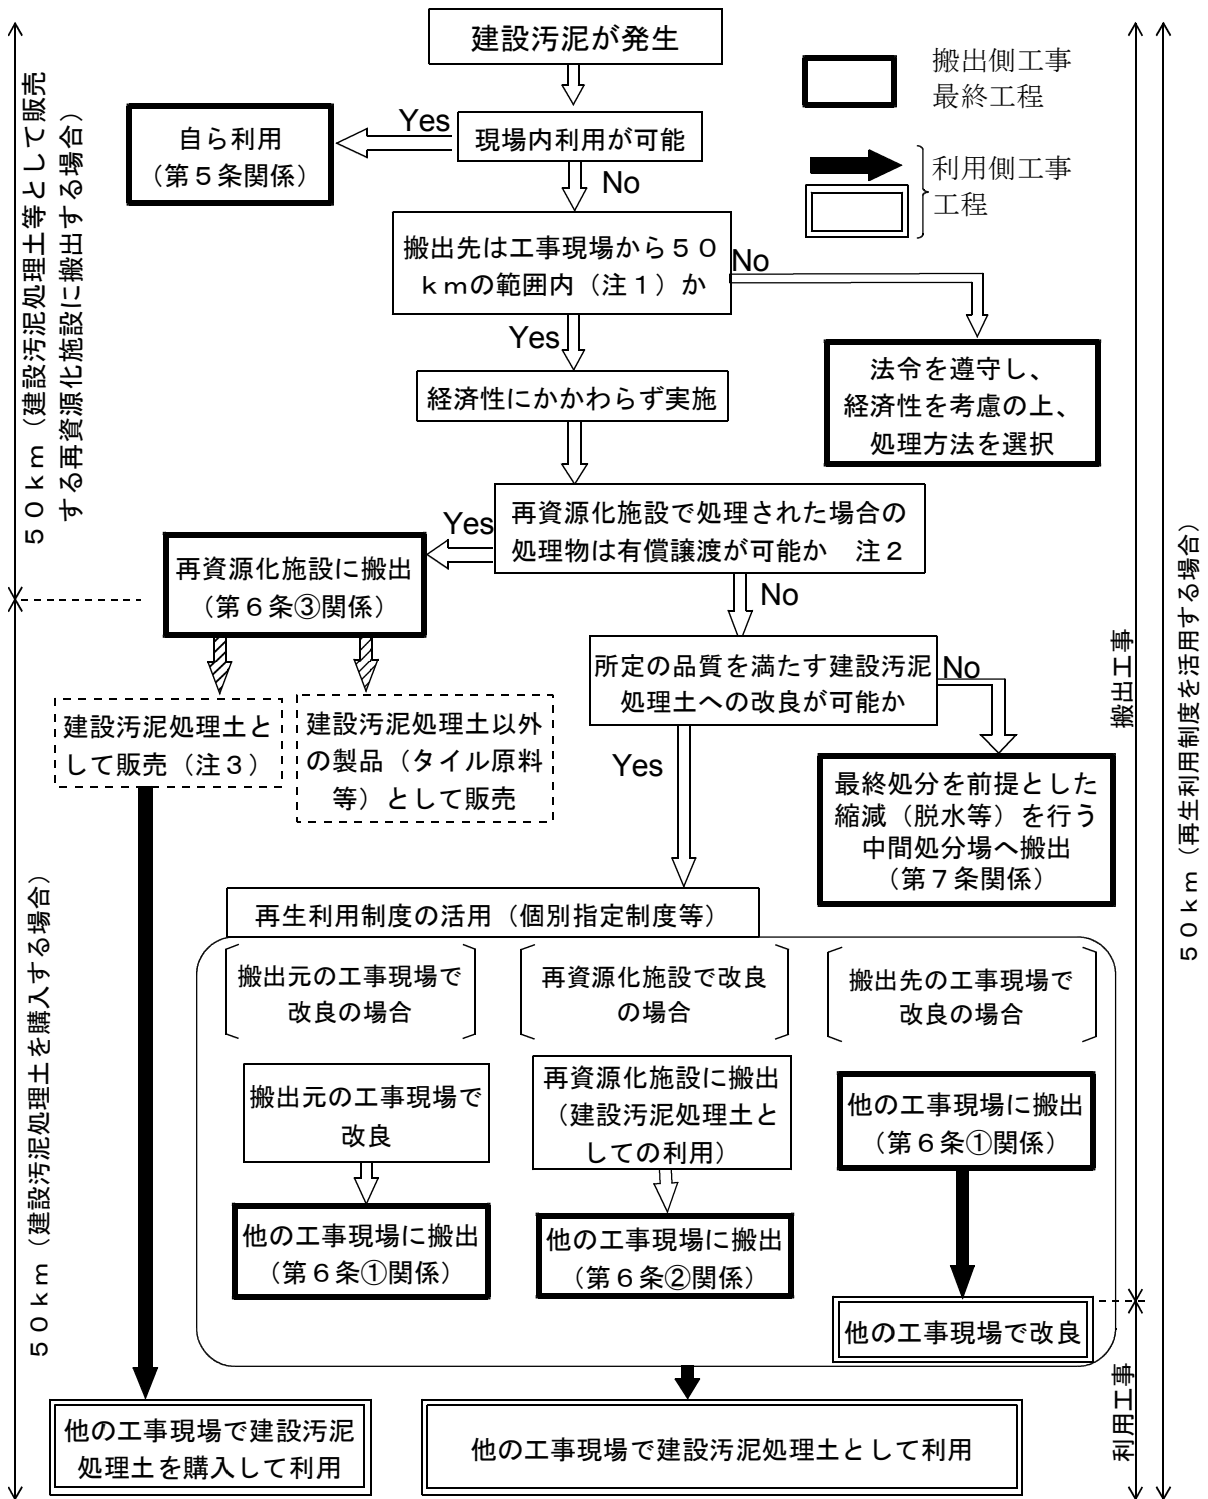 建設汚泥が発生
搬出側工事
最終工程
Yes
現場内利用が可能
自ら利用
（第５条関係）
利用側工事
工程
No
搬出先は工事現場から５０
ｋｍの範囲内（注１）か
No
Yes
法令を遵守し、
経済性を考慮の上、
処理方法を選択
経済性にかかわらず実施
再資源化施設で処理された場合の
処理物は有償譲渡が可能か　注２
Yes
再資源化施設に搬出
（第６条③関係）
No
所定の品質を満たす建設汚泥
処理土への改良が可能か
No
建設汚泥処理土と
して販売（注３）
建設汚泥処理土以外
の製品（タイル原料
等）として販売
Yes
最終処分を前提とした
縮減（脱水等）を行う
中間処分場へ搬出
（第７条関係）
再生利用制度の活用（個別指定制度等）
搬出元の工事現場で
改良の場合
再資源化施設で改良
の場合
搬出先の工事現場で
改良の場合
搬出元の工事現場で
改良
再資源化施設に搬出
（建設汚泥処理土と
しての利用）
他の工事現場に搬出
（第６条①関係）
他の工事現場に搬出
（第６条①関係）
他の工事現場に搬出
（第６条②関係）
他の工事現場で改良
他の工事現場で建設汚泥
処理土を購入して利用
他の工事現場で建設汚泥処理土として利用
５０ｋｍ（建設汚泥処理土等として販売
する再資源化施設に搬出する場合）
５０ｋｍ（建設汚泥処理土を購入する場合）
搬出工事
利用工事
５０ｋｍ（再生利用制度を活用する場合）